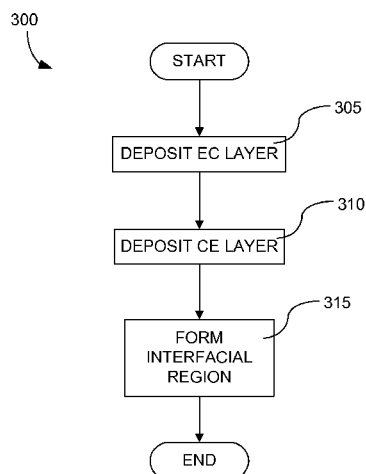 300
START
305
DEPOSIT EC LAYER
310
DEPOSIT CE LAYER
315
FORM
INTERFACIAL
REGION
END